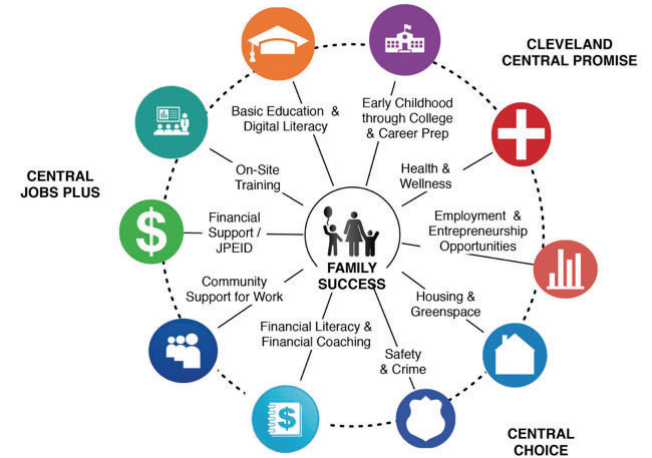 CLEVELAND
CENTRAL PROMISE
Basic Education &
Digital Literacy
Early Childhood
through College
& Career Prep
On-Site
Training
Health &
Wellness
CENTRAL
JOBS PLUS
Financial
Support /
JPEID
Employment &
Entrepreneurship
Opportunities
FAMILY
SUCCESS
Community
Support for Work
Housing &
Greenspace
Financial Literacy &
Financial Coaching
Safety
& Crime
CENTRAL
CHOICE
$
$